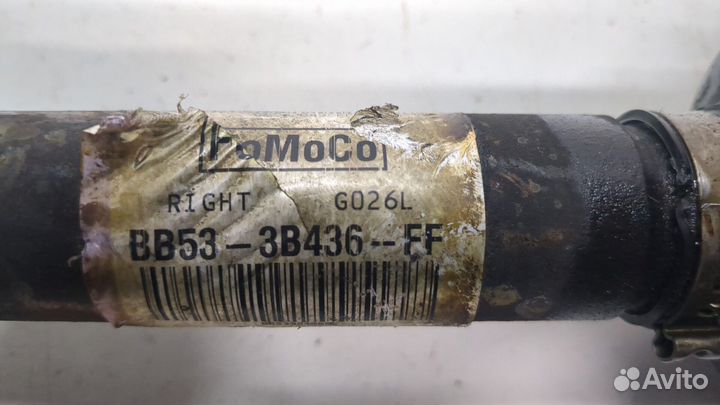 FoMoCo
RIGHT G026L
BB53-3B436--FF
Avito